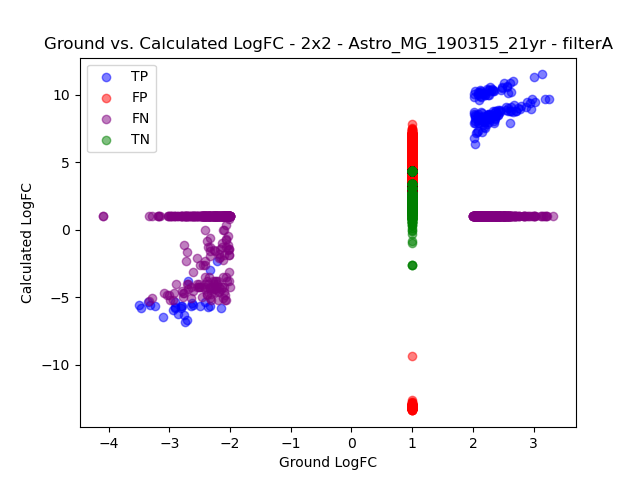 Ground vs. Calculated LogFC - 2x2 - Astro_MG_190315_21yr - filterA
TP
FP
FN
TN
10
5
0
−5
−10
Calculated LogFC
−4
−3
−2
−1
0
1
2
3
Ground LogFC